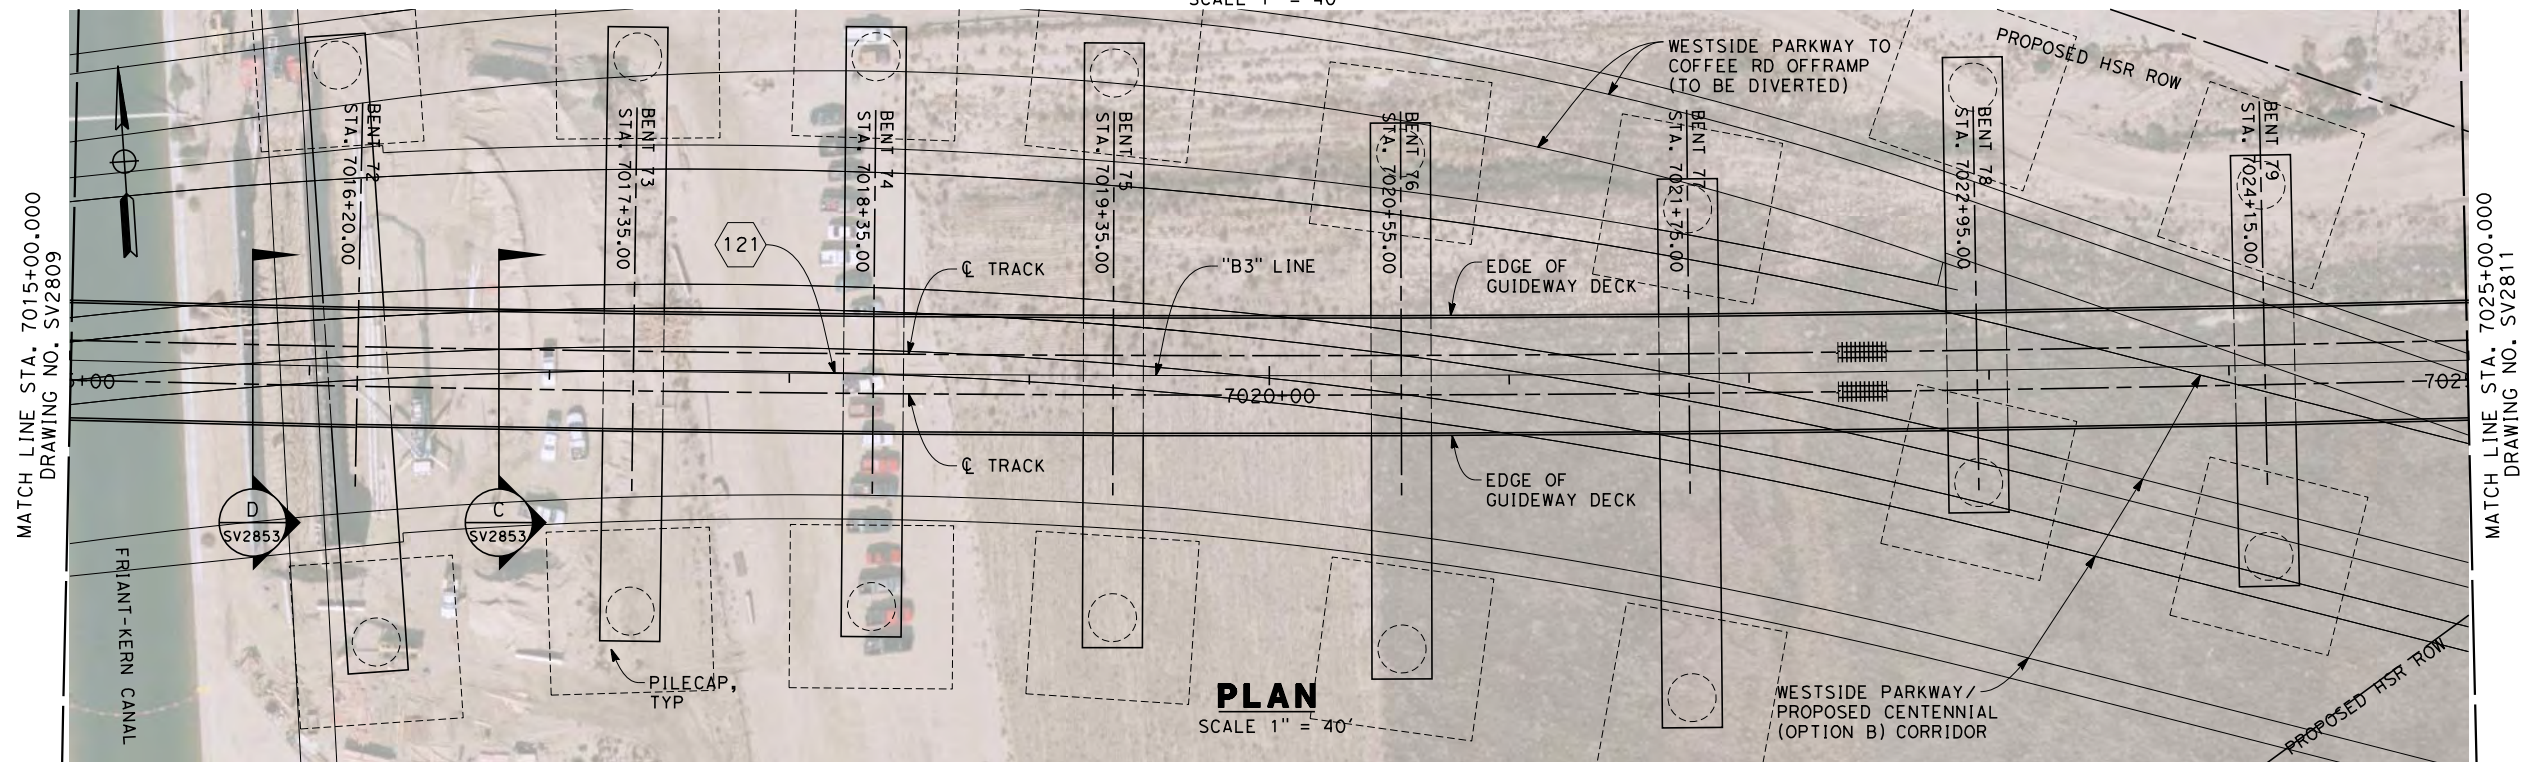 SCALE 1" = 40'
MATCH LINE STA. 7015+00.000
DRAWING NO. SV2809
BENT 72
STA. 7016+20.00
BENT 73
STA. 7017+35.00
BENT 74
STA. 7018+35.00
BENT 75
STA. 7019+35.00
BENT 76
STA. 7020+55.00
BENT 77
STA. 7021+75.00
BENT 78
STA. 7022+95.00
BENT 79
STA. 7024+15.00
WESTSIDE PARKWAY TO
COFFEE RD OFFRAMP
(TO BE DIVERTED)
PROPOSED HSR ROW
121
℄ TRACK
"B3" LINE
EDGE OF
GUIDEWAY DECK
+00
7020+00
702
℄ TRACK
EDGE OF
GUIDEWAY DECK
D
SV2853
C
SV2853
FRIANT-KERN CANAL
PILECAP,
TYP
PLAN
SCALE 1" = 40'
WESTSIDE PARKWAY/
PROPOSED CENTENNIAL
(OPTION B) CORRIDOR
PROPOSED HSR ROW
MATCH LINE STA. 7025+00.000
DRAWING NO. SV2811